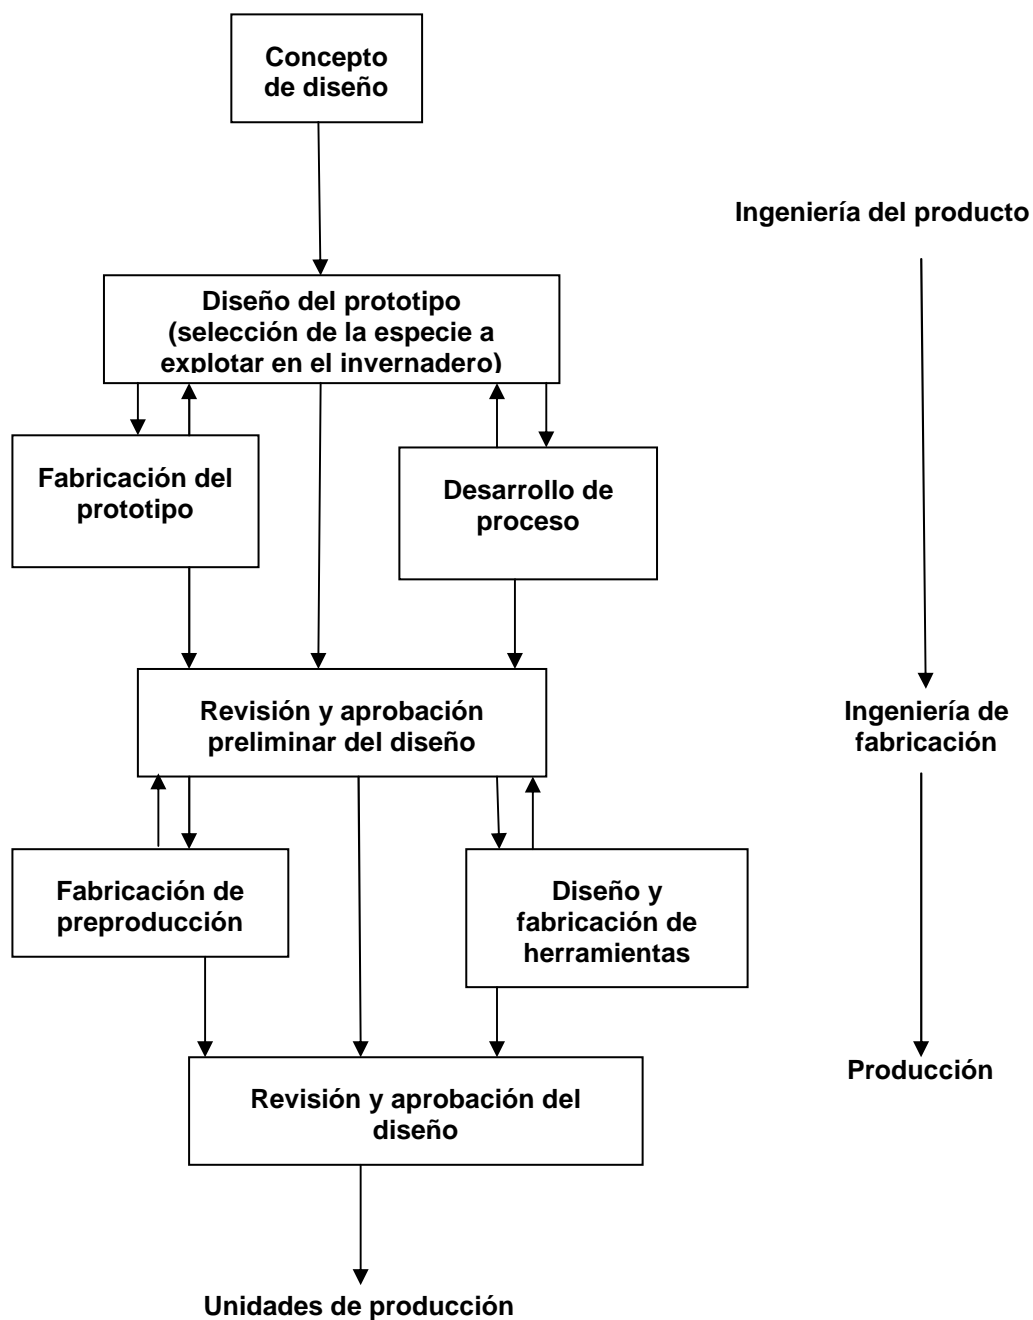 Concepto
de diseño
Ingeniería del producto
Diseño del prototipo
(selección de la especie a
explotar en el invernadero)
Fabricación del
prototipo
Desarrollo de
proceso
Revisión y aprobación
preliminar del diseño
Ingeniería de
fabricación
Fabricación de
preproducción
Diseño y
fabricación de
herramientas
Producción
Revisión y aprobación del
diseño
Unidades de producción